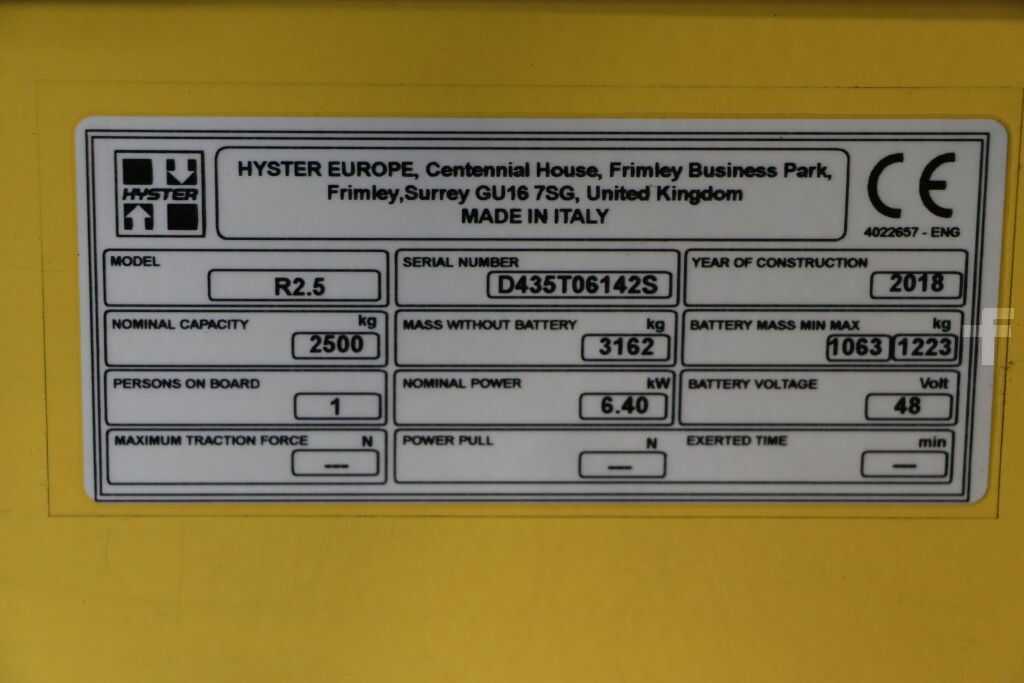 HYSTER
HYSTER EUROPE, Centennial House, Frimley Business Park,
Frimley,Surrey GU16 7SG, United Kingdom
MADE IN ITALY
CE
4022657 - ENG
MODEL R2.5
SERIAL NUMBER D435T06142S
YEAR OF CONSTRUCTION 2018
NOMINAL CAPACITY kg 2500
MASS WITHOUT BATTERY kg 3162
BATTERY MASS MIN MAX kg 1063 1223
PERSONS ON BOARD 1
NOMINAL POWER kW 6.40
BATTERY VOLTAGE Volt 48
MAXIMUM TRACTION FORCE N ---
POWER PULL N ---
EXERTED TIME min ---